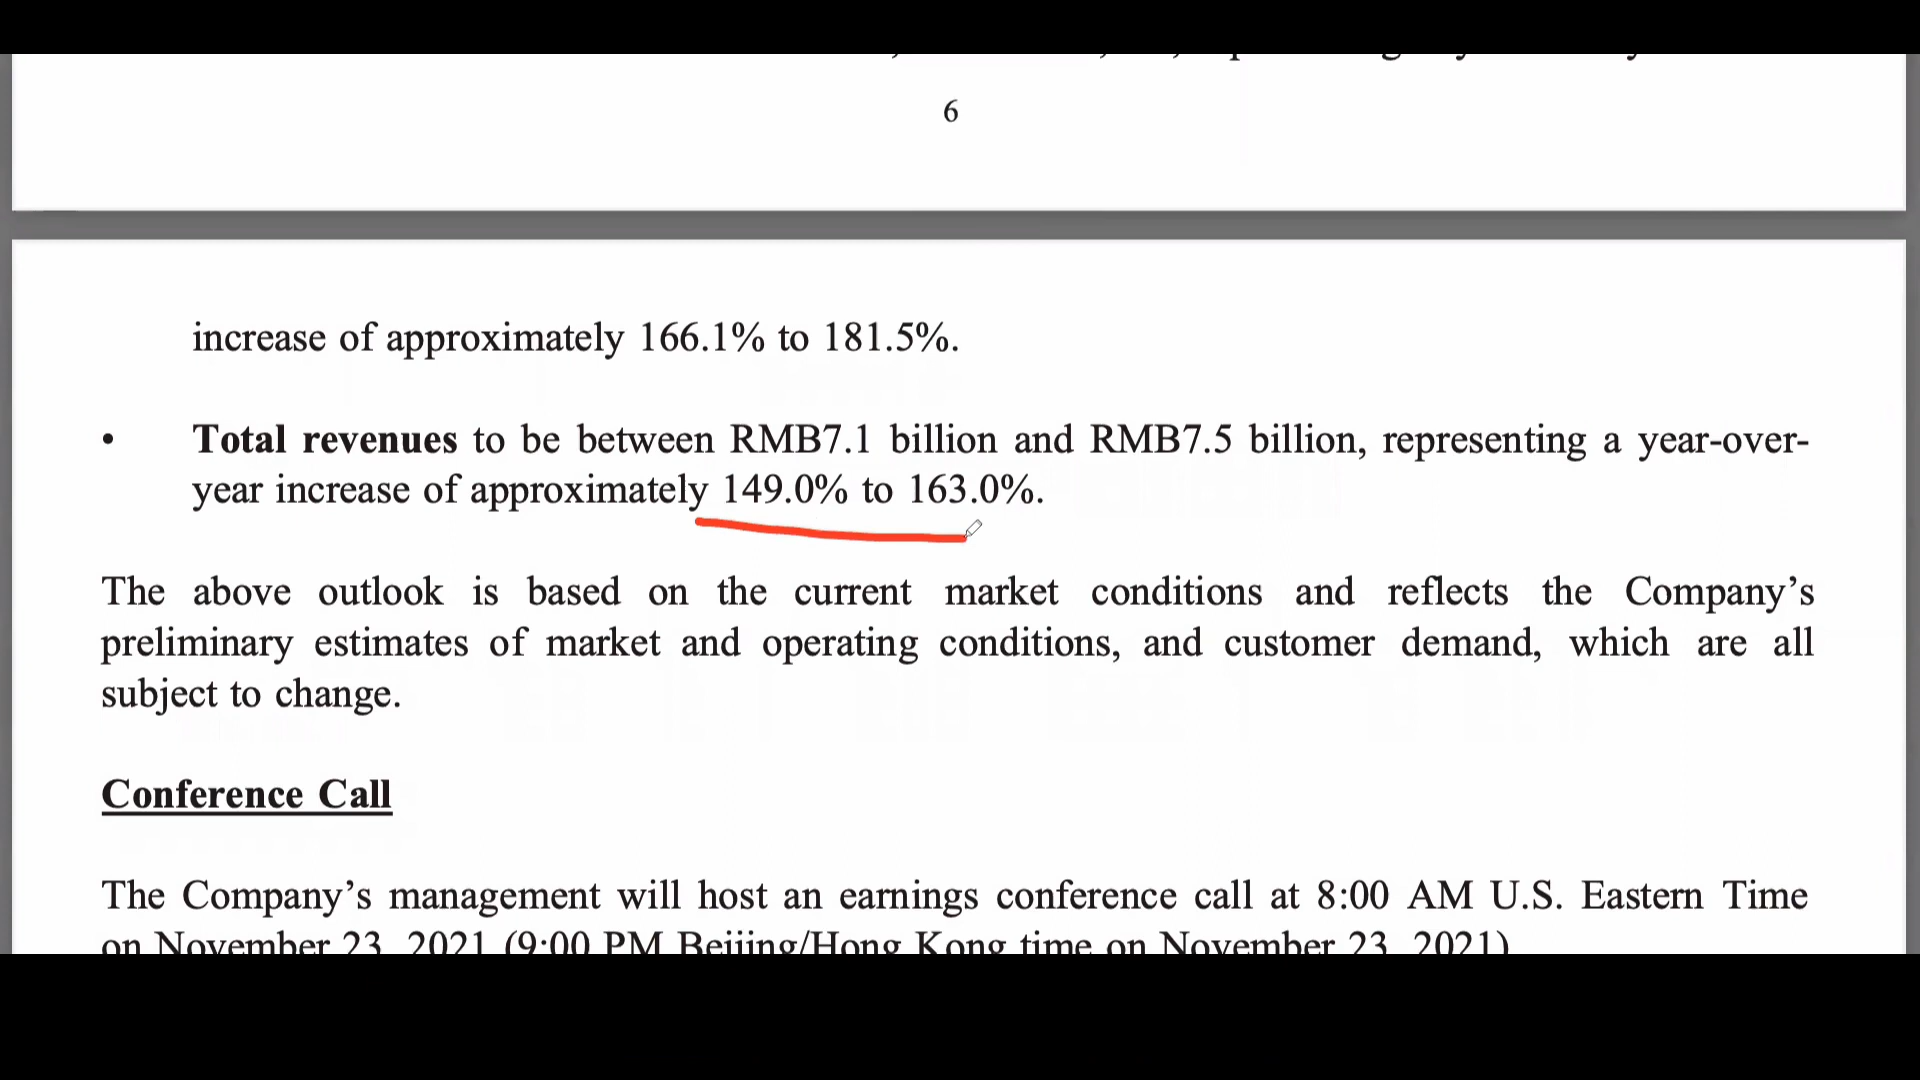 6
increase of approximately 166.1% to 181.5%.
• Total revenues to be between RMB7.1 billion and RMB7.5 billion, representing a year-over-
year increase of approximately 149.0% to 163.0%.
The above outlook is based on the current market conditions and reflects the Company’s
preliminary estimates of market and operating conditions, and customer demand, which are all
subject to change.
Conference Call
The Company’s management will host an earnings conference call at 8:00 AM U.S. Eastern Time
on November 23, 2021 (9:00 PM Beijing/Hong Kong time on November 23, 2021)